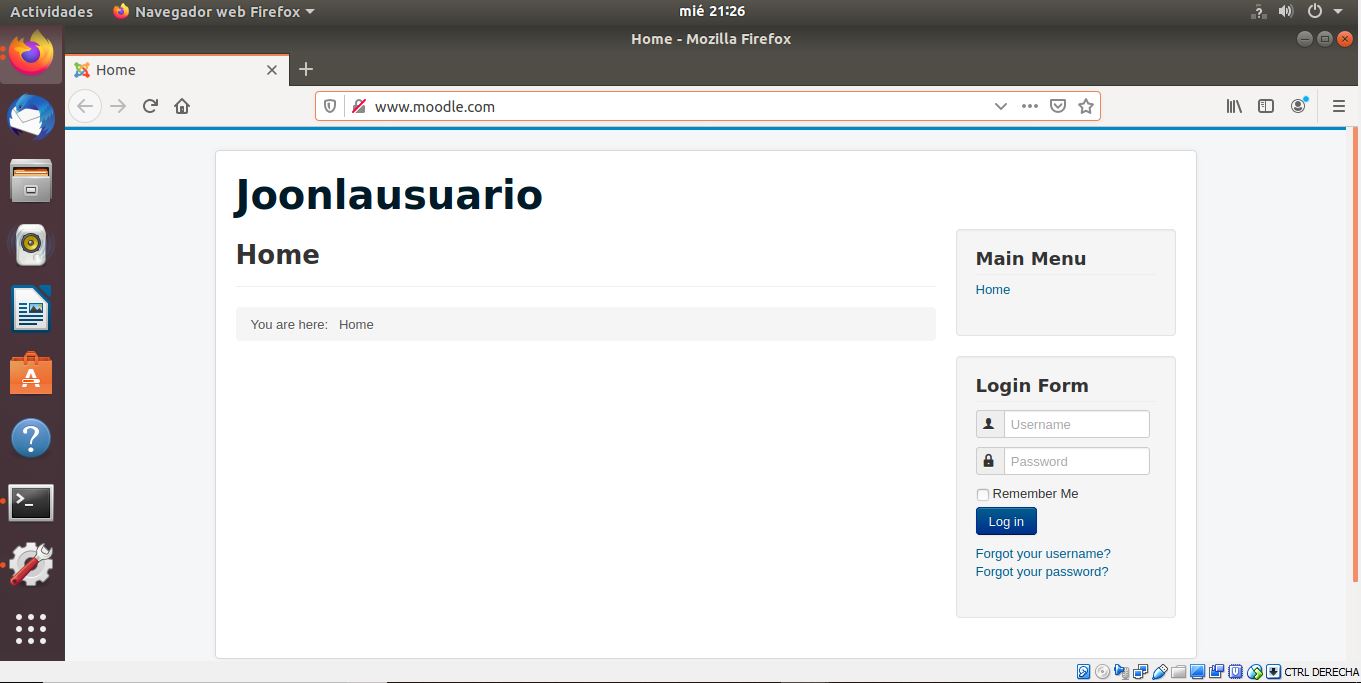 Actividades
Navegador web Firefox
mié 21:26
Home - Mozilla Firefox
Home
www.moodle.com
Joonlausuario
Home
You are here: Home
Main Menu
Home
Login Form
Username
Password
Remember Me
Log in
Forgot your username?
Forgot your password?
CTRL DERECHA